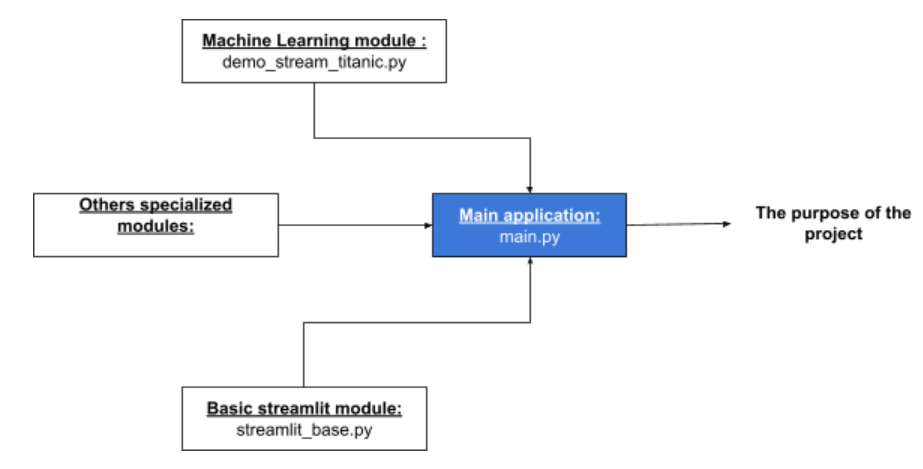 Machine Learning module :
demo_stream_titanic.py
Others specialized
modules:
Main application:
main.py
The purpose of the
project
Basic streamlit module:
streamlit_base.py